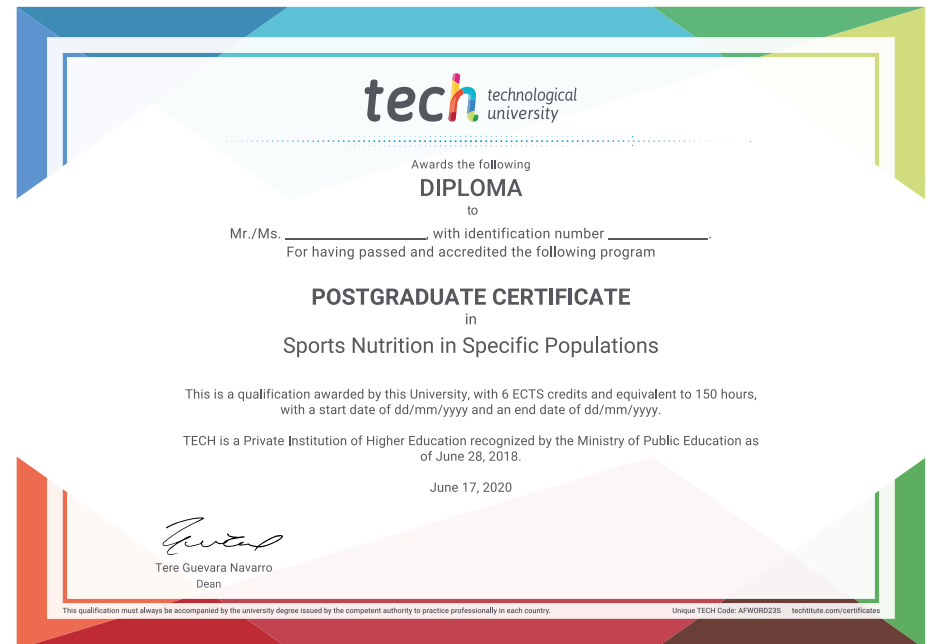 tech technological
university
Awards the following
DIPLOMA
to
Mr./Ms. ____________________, with identification number ______________.
For having passed and accredited the following program
POSTGRADUATE CERTIFICATE
in
Sports Nutrition in Specific Populations
This is a qualification awarded by this University, with 6 ECTS credits and equivalent to 150 hours,
with a start date of dd/mm/yyyy and an end date of dd/mm/yyyy.
TECH is a Private Institution of Higher Education recognized by the Ministry of Public Education as
of June 28, 2018.
June 17, 2020
Tere Guevara Navarro
Dean
This qualification must always be accompanied by the university degree issued by the competent authority to practice professionally in each country.
Unique TECH Code: AFWORD23S techtitute.com/certificates